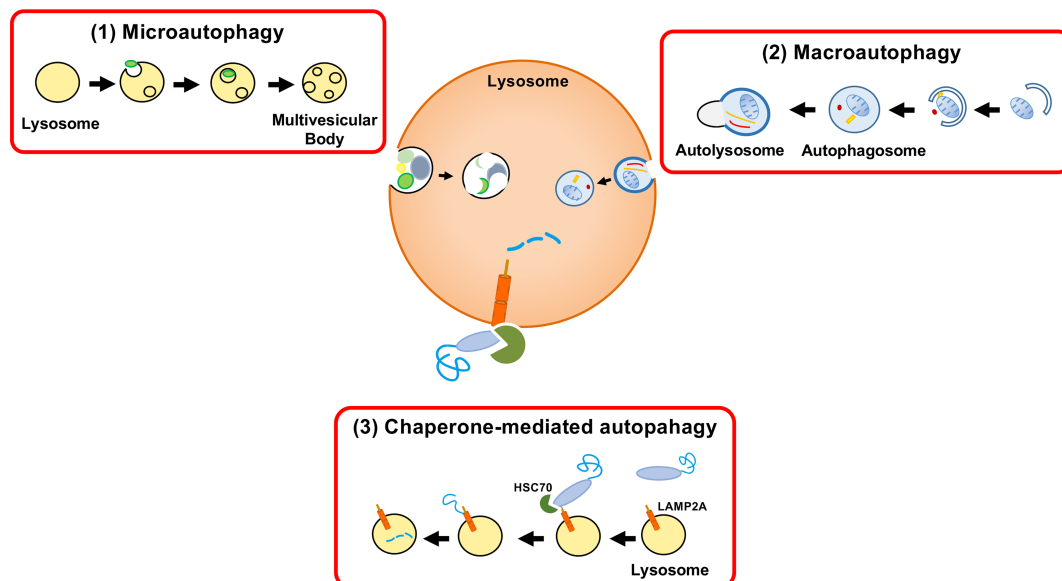 (1) Microautophagy
Lysosome
Multivesicular
Body
Lysosome
(2) Macroautophagy
Autolysosome
Autophagosome
(3) Chaperone-mediated autopahagy
HSC70
LAMP2A
Lysosome